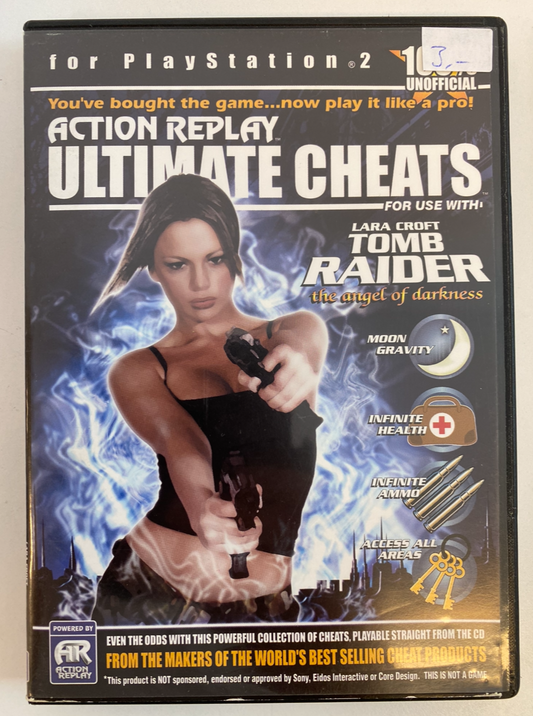 for PlayStation®2
3,-
100%
UNOFFICIAL
You've bought the game...now play it like a pro!
ACTION REPLAY™
ULTIMATE CHEATS™
FOR USE WITH:
LARA CROFT
TOMB
RAIDER
the angel of darkness
MOON
GRAVITY
INFINITE
HEALTH
INFINITE
AMMO
ACCESS ALL
AREAS
POWERED BY
AR
ACTION
REPLAY
EVEN THE ODDS WITH THIS POWERFUL COLLECTION OF CHEATS, PLAYABLE STRAIGHT FROM THE CD
FROM THE MAKERS OF THE WORLD'S BEST SELLING CHEAT PRODUCTS
*This product is NOT sponsored, endorsed or approved by Sony, Eidos Interactive or Core Design. THIS IS NOT A GAME.